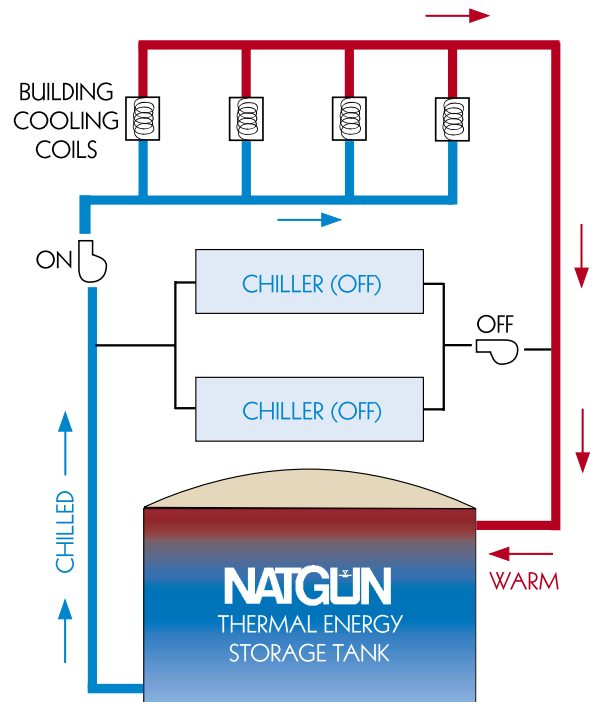 BUILDING
COOLING
COILS
ON
CHILLER (OFF)
OFF
CHILLER (OFF)
CHILLED
WARM
NATGUN
THERMAL ENERGY
STORAGE TANK